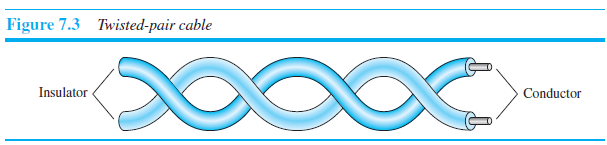 Figure 7.3 Twisted-pair cable
Insulator
Conductor